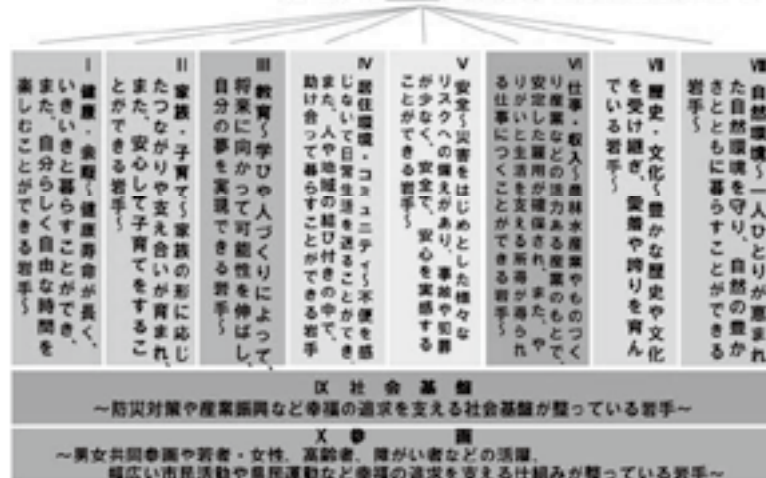 I 健康・余暇～健康寿命が長く、
いきいきと暮らすことができ、
また、自分らしく自由な時間を
楽しむことができる岩手～
II 家族・子育て～家族の形に応じ
たつながりや支え合いが育まれ、
また、安心して子育てをするこ
とができる岩手～
III 教育～学びや人づくりによって、
将来に向かって可能性を伸ばし、
自分の夢を実現できる岩手～
IV 居住環境・コミュニティ～不便を感
じないで日常生活を送ることができ、
また、人や地域の結び付きの中で、
助け合って暮らすことができる岩手
V 安全～災害をはじめとした様々な
リスクへの備えがあり、事故や犯罪
が少なく、安全で、安心を実感する
ことができる岩手～
VI 仕事・収入～農林水産業やものづく
り産業などの活力ある産業のもとで、
安定した雇用が確保され、また、や
りがいと生活を支える所得が得られ
る仕事につくことができる岩手～
VII 歴史・文化～豊かな歴史や文化
を受け継ぎ、愛着や誇りを育ん
でいる岩手～
VIII 自然環境～一人ひとりが恵まれ
た自然環境を守り、自然の豊か
さとともに暮らすことができる
岩手～
IX 社会基盤
～防災対策や産業振興など幸福の追求を支える社会基盤が整っている岩手～
X 参画
～男女共同参画や若者・女性、高齢者、障がい者などの活躍、
幅広い市民活動や県民運動など幸福の追求を支える仕組みが整っている岩手～